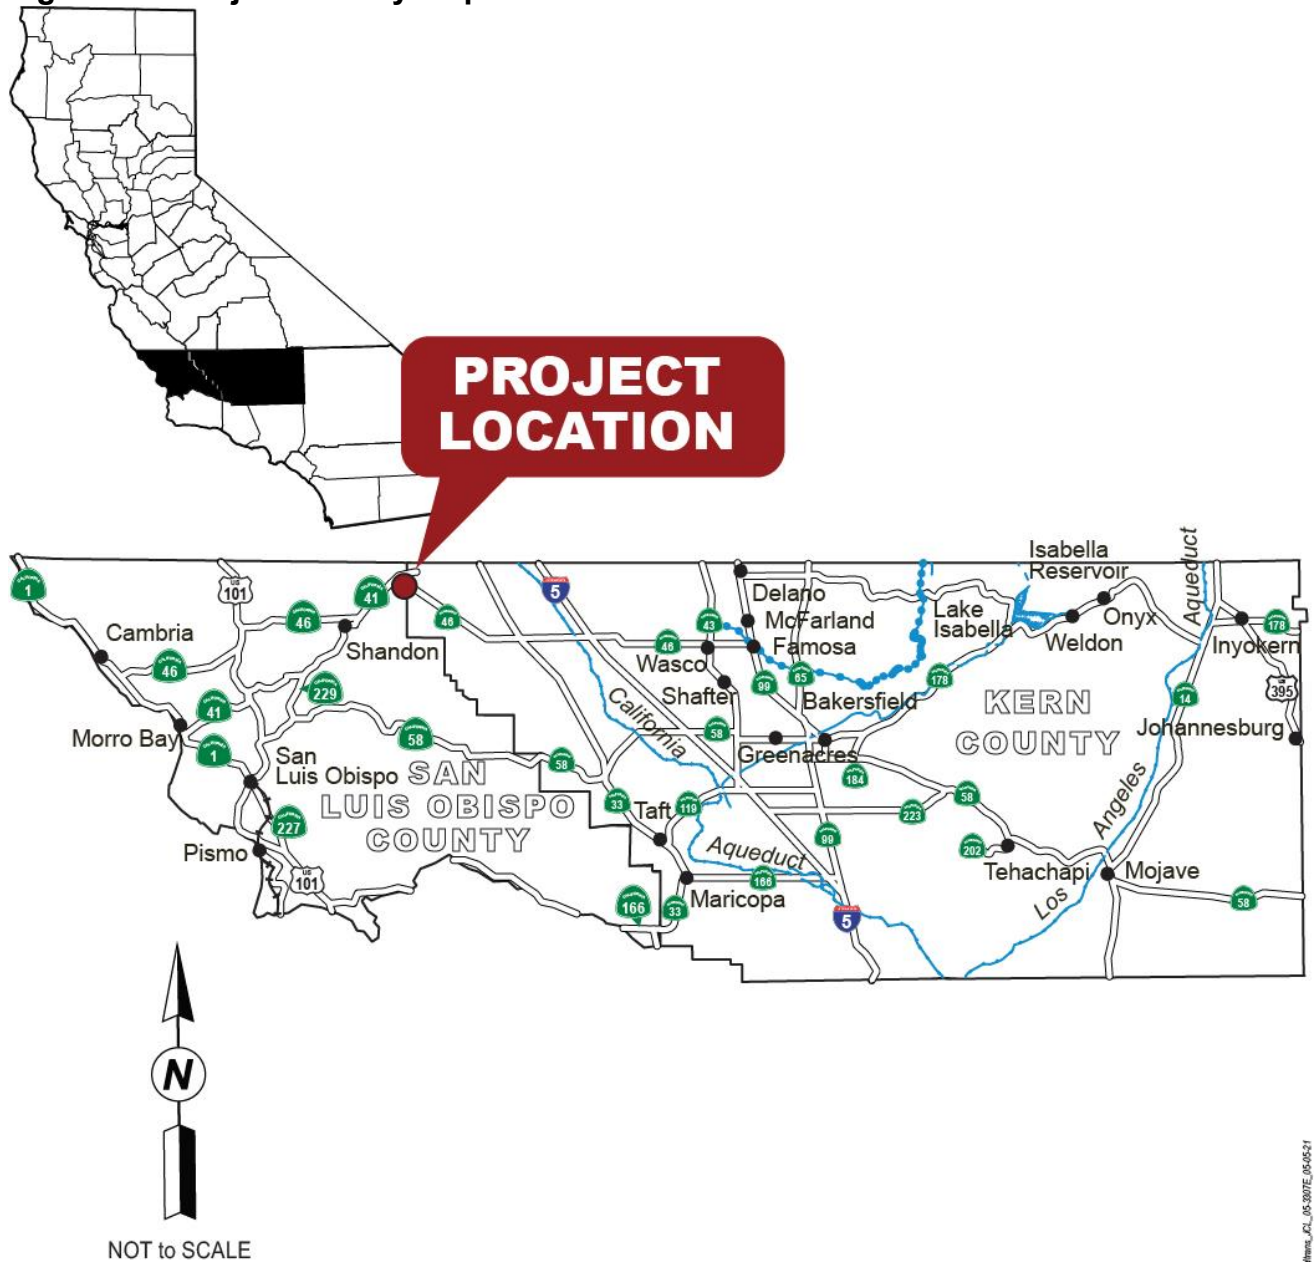 PROJECT
LOCATION
Isabella
Reservoir
Aqueduct
1
US
101
41
46
5
46
Delano
McFarland
Famosa
43
46
Lake
Isabella
Onyx
Weldon
Inyokern
178
Cambria
46
Shandon
Wasco
Shafter
99
65
178
229
41
Bakersfield
KERN
COUNTY
14
US
395
Morro Bay
1
58
58
California
58
Greenacres
184
Johannesburg
San
Luis Obispo
SAN
LUIS OBISPO
COUNTY
227
33
Taft
119
223
58
Angeles
Pismo
US
101
99
Aqueduct
202
Tehachapi
Mojave
166
166
33
Maricopa
5
Los
58
N
NOT to SCALE